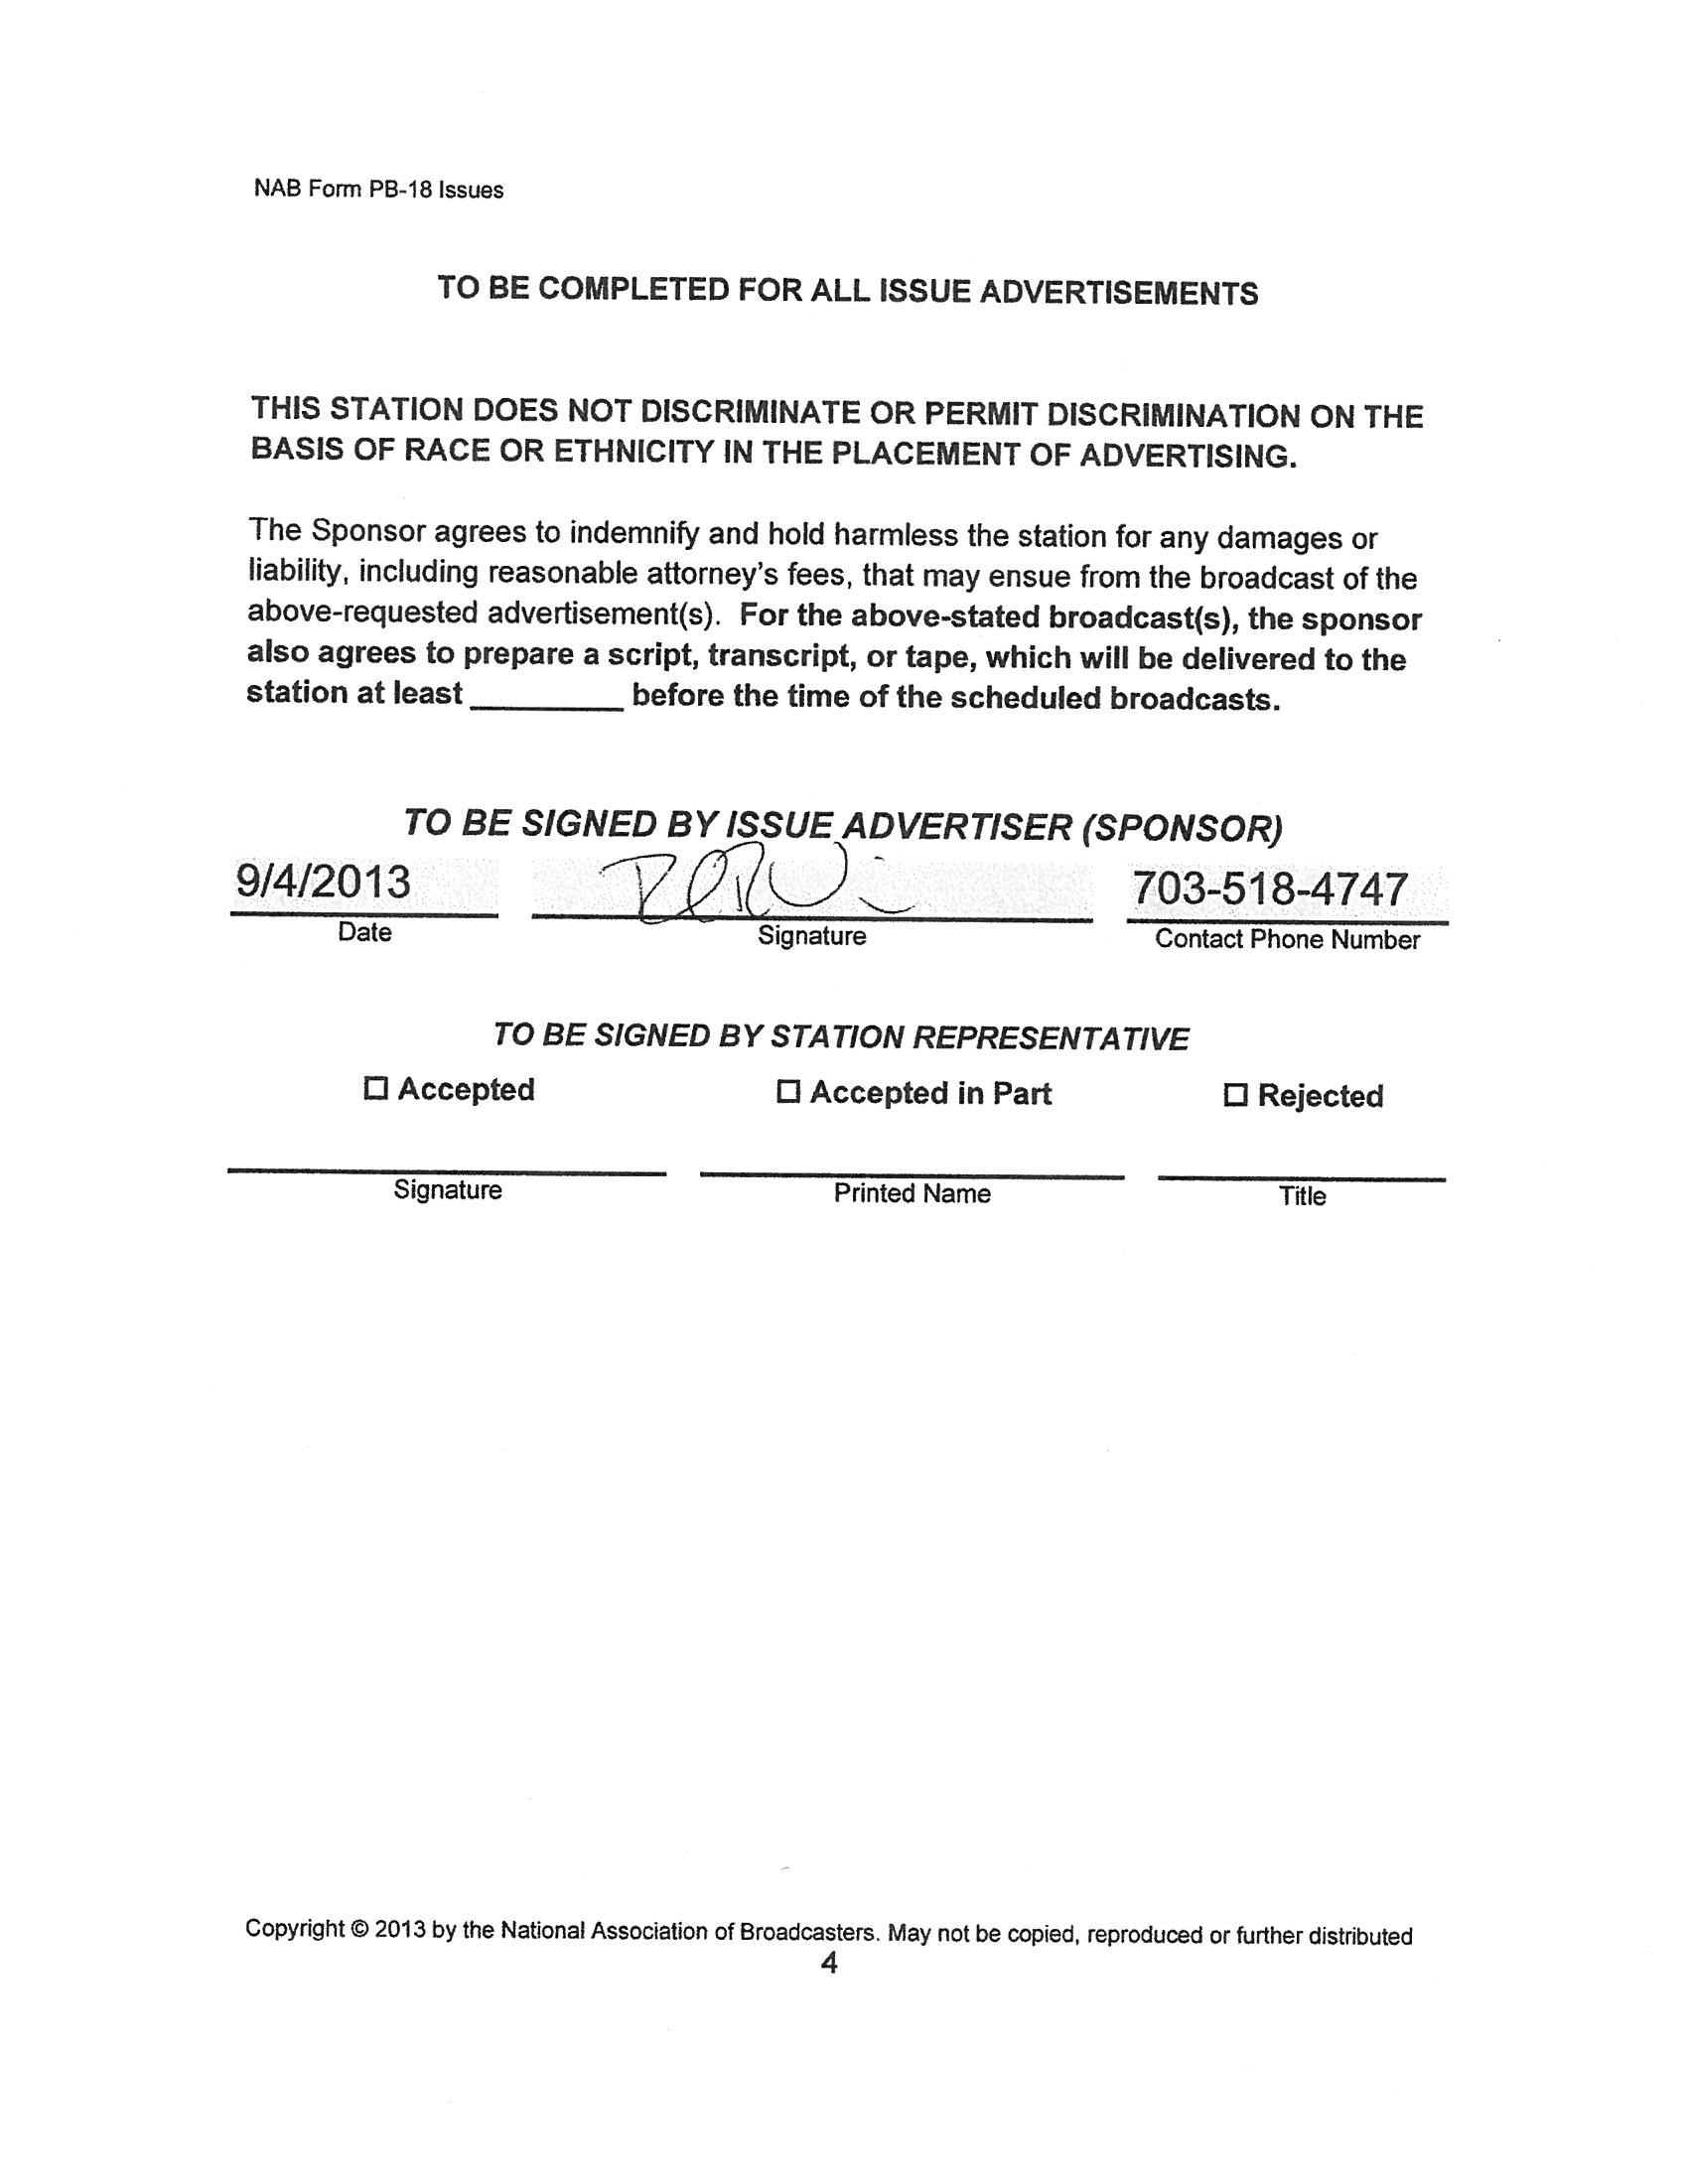 NAB Form PB-18 Issues
TO BE COMPLETED FOR ALL ISSUE ADVERTISEMENTS
THIS STATION DOES NOT DISCRIMINATE OR PERMIT DISCRIMINATION ON THE
BASIS OF RACE OR ETHNICITY IN THE PLACEMENT OF ADVERTISING.
The Sponsor agrees to indemnify and hold harmless the station for any damages or
liability, including reasonable attorney's fees, that may ensue from the broadcast of the
above-requested advertisement(s). For the above-stated broadcast(s), the sponsor
also agrees to prepare a script, transcript, or tape, which will be delivered to the
station at least ________ before the time of the scheduled broadcasts.
TO BE SIGNED BY ISSUE ADVERTISER (SPONSOR)
9/4/2013 703-518-4747
Date Signature Contact Phone Number
TO BE SIGNED BY STATION REPRESENTATIVE
☐ Accepted ☐ Accepted in Part ☐ Rejected
Signature Printed Name Title
Copyright © 2013 by the National Association of Broadcasters. May not be copied, reproduced or further distributed
4